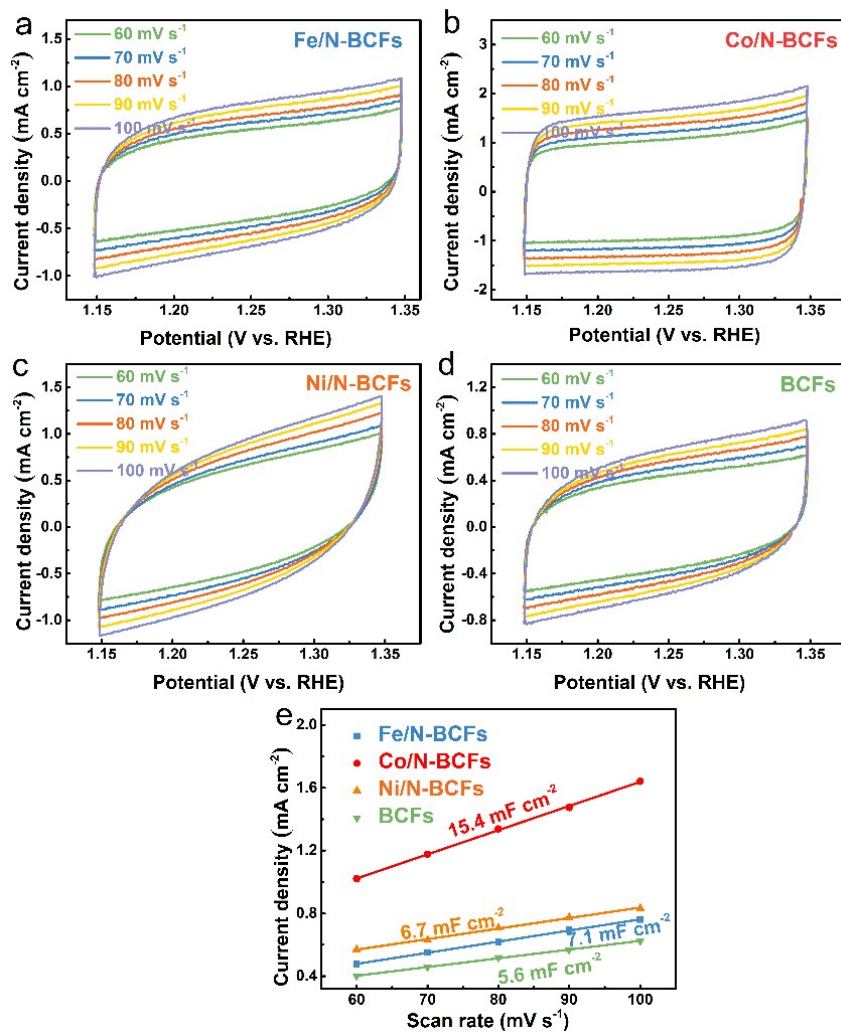 a
60 mV s⁻¹
70 mV s⁻¹
80 mV s⁻¹
90 mV s⁻¹
100 mV s⁻¹
Fe/N-BCFs
1.5
1.0
0.5
0.0
-0.5
-1.0
Current density (mA cm⁻²)
1.15 1.20 1.25 1.30 1.35
Potential (V vs. RHE)
b
60 mV s⁻¹
70 mV s⁻¹
80 mV s⁻¹
90 mV s⁻¹
100 mV s⁻¹
Co/N-BCFs
3
2
1
0
-1
-2
Current density (mA cm⁻²)
1.15 1.20 1.25 1.30 1.35
Potential (V vs. RHE)
c
60 mV s⁻¹
70 mV s⁻¹
80 mV s⁻¹
90 mV s⁻¹
100 mV s⁻¹
Ni/N-BCFs
1.5
1.0
0.5
0.0
-0.5
-1.0
Current density (mA cm⁻²)
1.15 1.20 1.25 1.30 1.35
Potential (V vs. RHE)
d
60 mV s⁻¹
70 mV s⁻¹
80 mV s⁻¹
90 mV s⁻¹
100 mV s⁻¹
BCFs
1.2
0.8
0.4
0.0
-0.4
-0.8
Current density (mA cm⁻²)
1.15 1.20 1.25 1.30 1.35
Potential (V vs. RHE)
e
Fe/N-BCFs
Co/N-BCFs
Ni/N-BCFs
BCFs
2.0
1.6
1.2
0.8
0.4
Current density (mA cm⁻²)
15.4 mF cm⁻²
6.7 mF cm⁻²
7.1 mF cm⁻²
5.6 mF cm⁻²
60 70 80 90 100
Scan rate (mV s⁻¹)